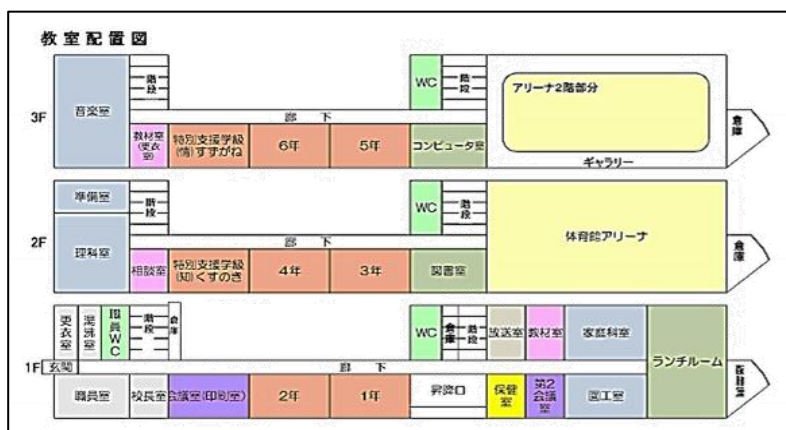 教室配置図
3F
音楽室
階段
WC
階段
アリーナ2階部分
倉庫
廊下
教材室
(更衣室)
特別支援学級
(情)すずがね
6年
5年
コンピュータ室
ギャラリー
2F
準備室
階段
WC
階段
体育館アリーナ
倉庫
廊下
理科室
相談室
特別支援学級
(知)くすのき
4年
3年
図書室
1F
更衣室
湯沸室
職員WC
階段
倉庫
WC
倉庫
階段
放送室
教材室
家庭科室
ランチルーム
玄関
廊下
職員室
校長室
会議室(印刷室)
2年
1年
昇降口
保健室
第2会議室
図工室